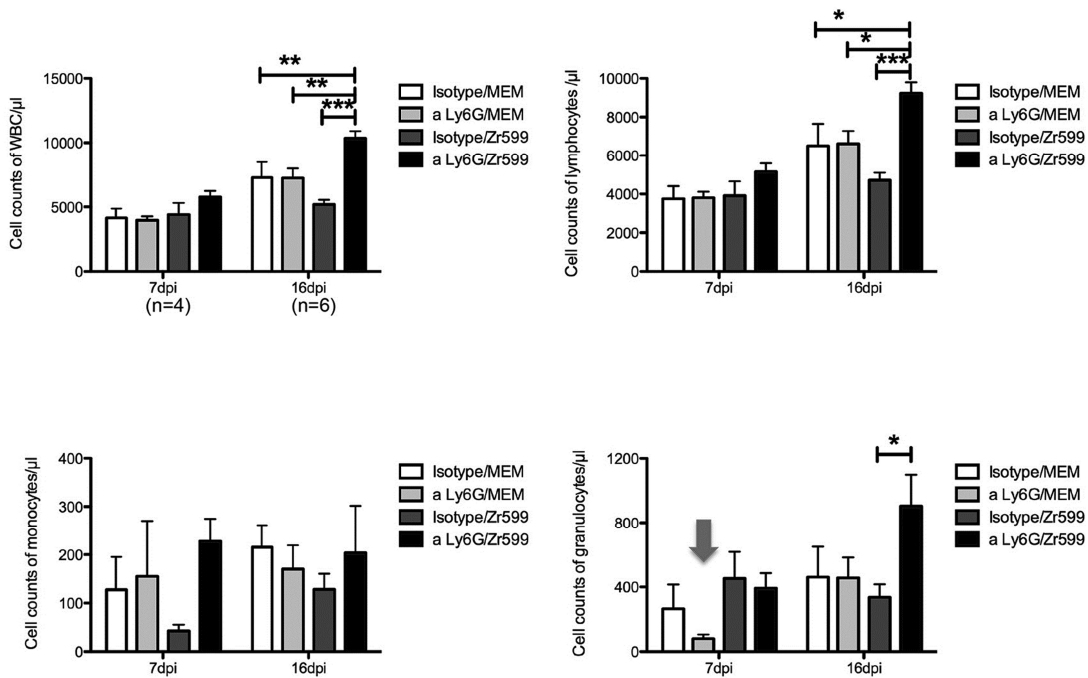 **
**
***
15000
10000
5000
0
Cell counts of WBC/µl
7dpi
16dpi
(n=4)
(n=6)
Isotype/MEM
a Ly6G/MEM
Isotype/Zr599
a Ly6G/Zr599
*
*
***
10000
8000
6000
4000
2000
0
Cell counts of lymphocytes /µl
7dpi
16dpi
Isotype/MEM
a Ly6G/MEM
Isotype/Zr599
a Ly6G/Zr599
400
300
200
100
0
Cell counts of monocytes/µl
7dpi
16dpi
Isotype/MEM
a Ly6G/MEM
Isotype/Zr599
a Ly6G/Zr599
*
1200
800
400
0
Cell counts of granulocytes/µl
7dpi
16dpi
Isotype/MEM
a Ly6G/MEM
Isotype/Zr599
a Ly6G/Zr599